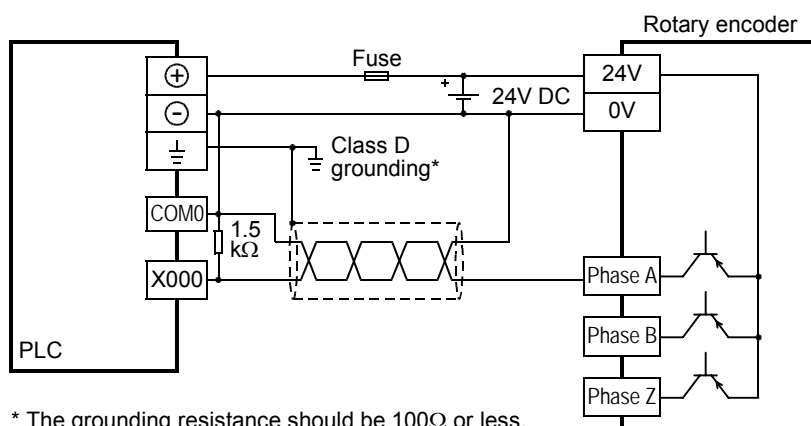 Rotary encoder
Fuse
+
24V
24V DC
0V
Class D
grounding*
COM0
1.5
kΩ
X000
Phase A
Phase B
PLC
Phase Z
* The grounding resistance should be 100Ω or less.